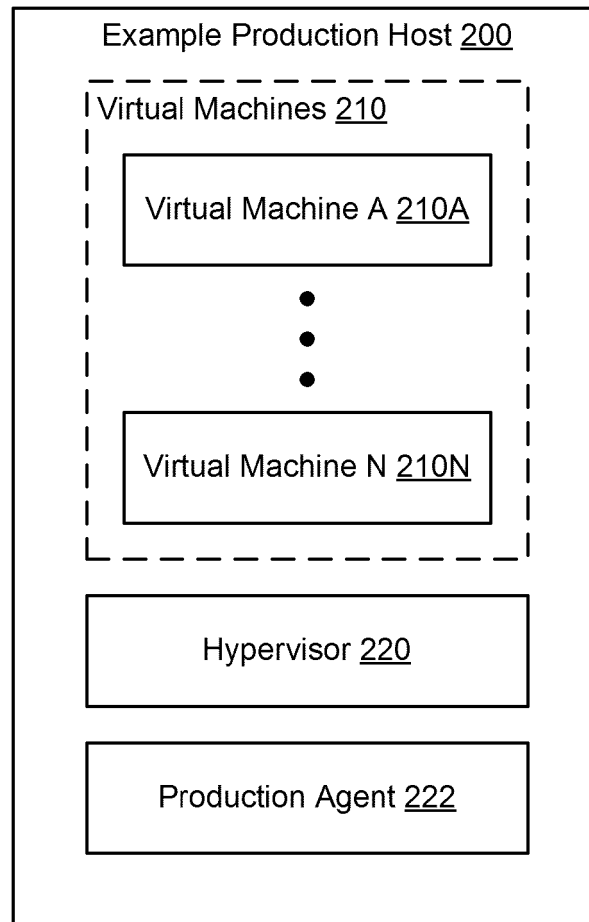 Example Production Host 200
Virtual Machines 210
Virtual Machine A 210A
Virtual Machine N 210N
Hypervisor 220
Production Agent 222